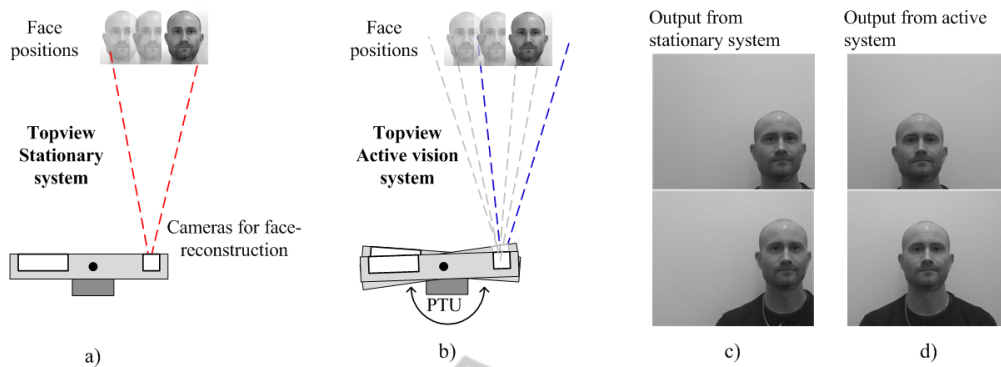 Face
positions
Topview
Stationary
system
Cameras for face-
reconstruction
a)
Face
positions
Topview
Active vision
system
PTU
b)
Output from
stationary system
c)
Output from active
system
d)